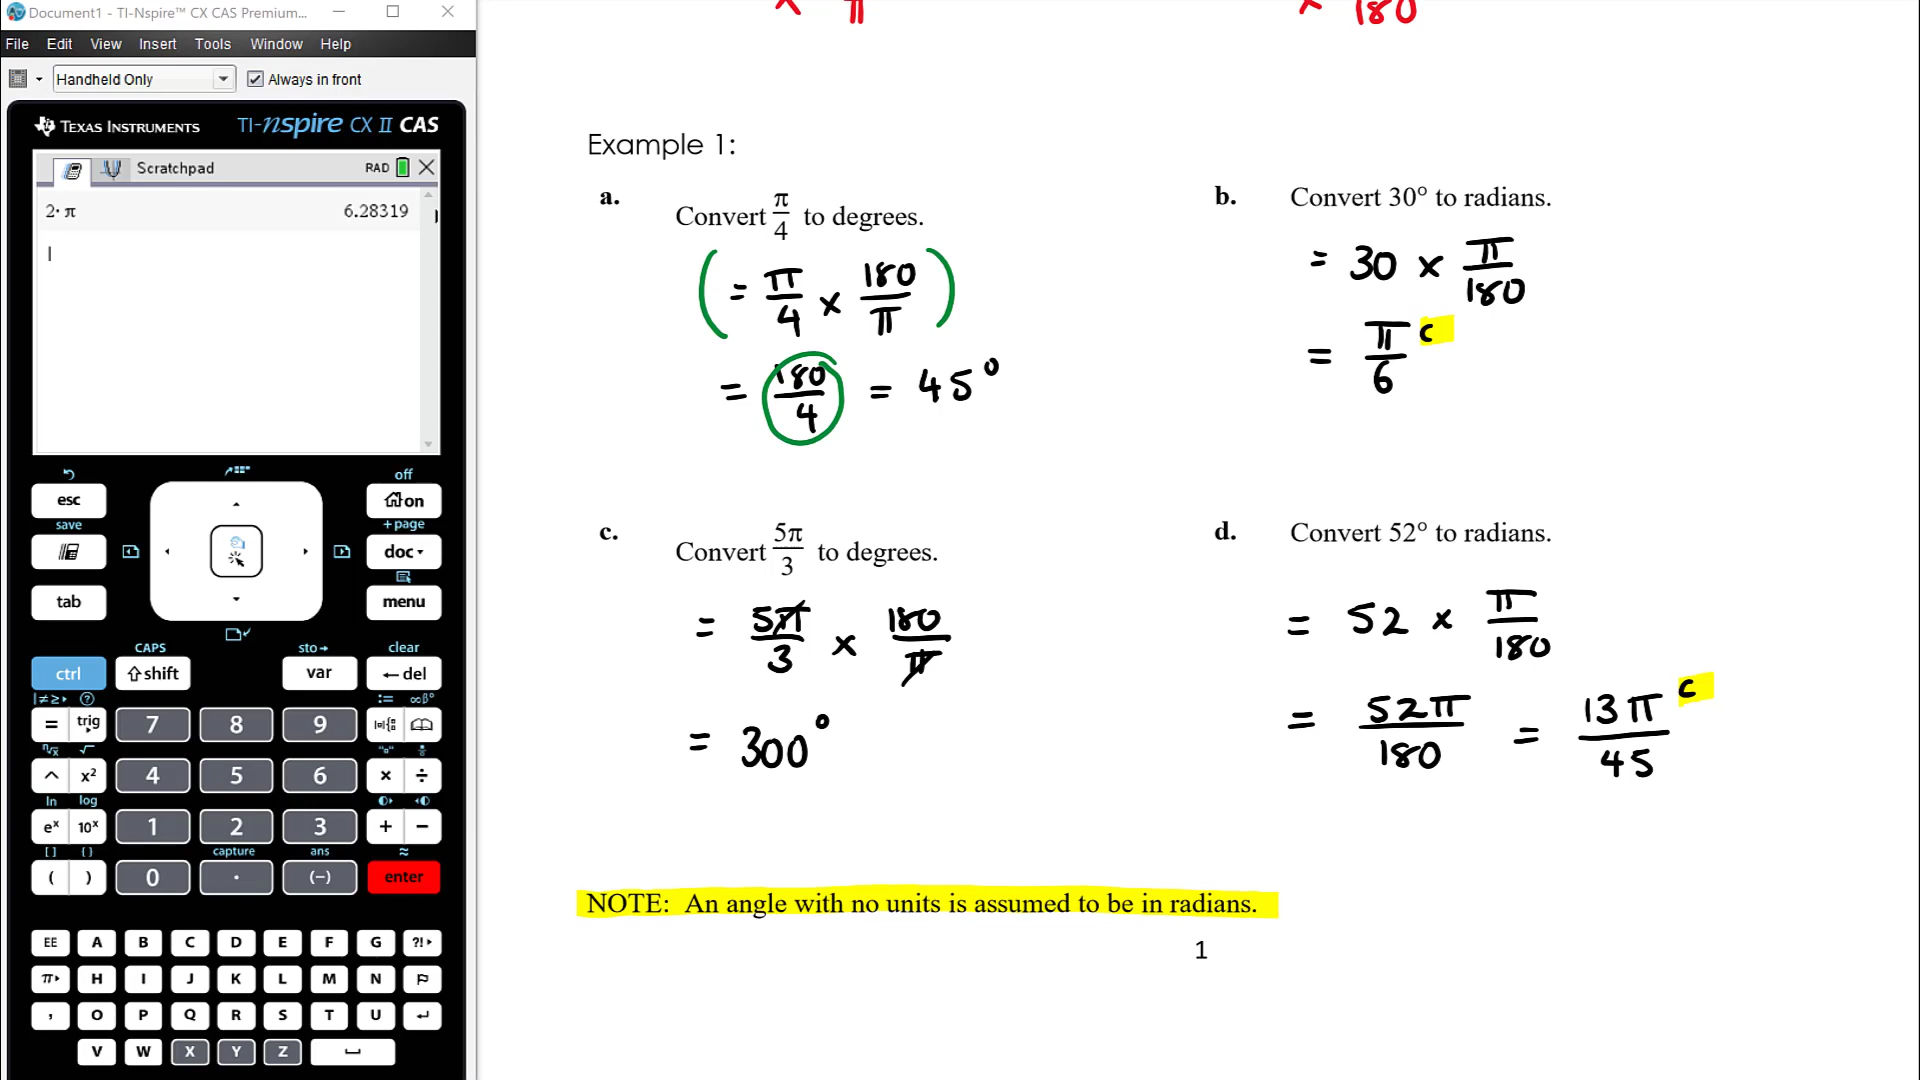 Document1 - TI-Nspire™ CX CAS Premium...
File Edit View Insert Tools Window Help
Handheld Only Always in front
TEXAS INSTRUMENTS TI-nspire CX II CAS
Scratchpad RAD
2·π 6.28319
off
esc on
save +page
doc
tab menu
CAPS sto→ clear
ctrl shift var ←del
|≠≥▸ ? := ∞β°
= trig 7 8 9
ⁿ√x √
^ x² 4 5 6 × ÷
ln log
eˣ 10ˣ 1 2 3 + −
[ ] { } capture ans ≈
( ) 0 . (−) enter
EE A B C D E F G ?!▸
π▸ H I J K L M N
, O P Q R S T U ↵
V W X Y Z
× π
× 180
Example 1:
a. Convert π/4 to degrees.
(= π/4 × 180/π)
= 180/4 = 45°
b. Convert 30° to radians.
= 30 × π/180
= π/6 c
c. Convert 5π/3 to degrees.
= 5π/3 × 180/π
= 300°
d. Convert 52° to radians.
= 52 × π/180
= 52π/180 = 13π/45 c
NOTE: An angle with no units is assumed to be in radians.
1